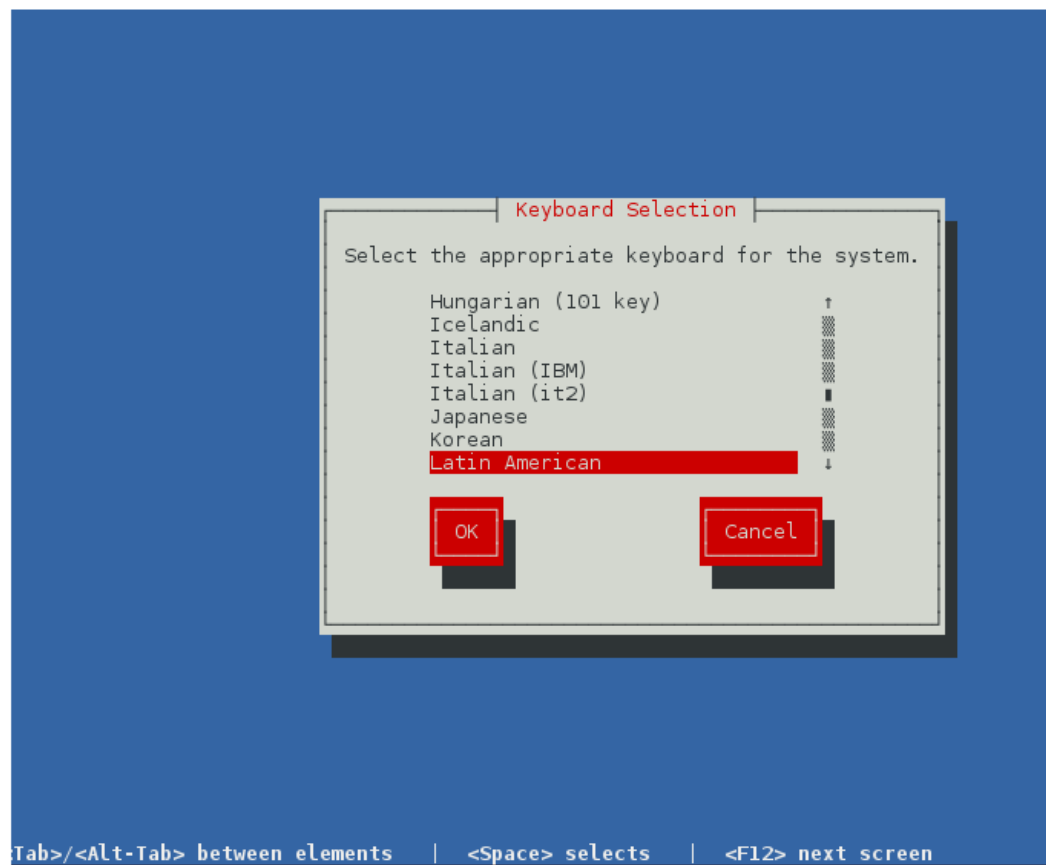 Keyboard Selection
Select the appropriate keyboard for the system.
Hungarian (101 key)
Icelandic
Italian
Italian (IBM)
Italian (it2)
Japanese
Korean
Latin American
OK Cancel
Tab>/<Alt-Tab> between elements | <Space> selects | <F12> next screen